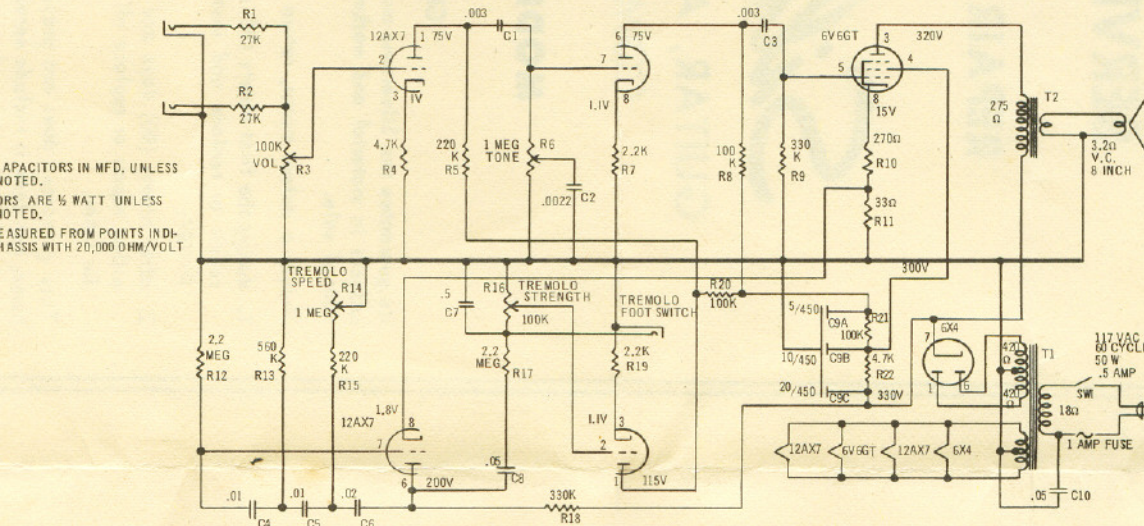 R1
27K
R2
27K
100K
VOL
R3
12AX7
1
75V
2
3
1V
4.7K
R4
.003
C1
220
K
R5
1 MEG
TONE
R6
C2
.0022
6
75V
7
8
1.1V
2.2K
R7
.003
C3
100
K
R8
330
K
R9
6V6GT
3
320V
5
4
8
15V
270Ω
R10
33Ω
R11
275
Ω
T2
3.2Ω
V.C.
8 INCH
APACITORS IN MFD. UNLESS
NOTED.
ORS ARE ½ WATT UNLESS
NOTED.
EASURED FROM POINTS INDI-
HASSIS WITH 20,000 OHM/VOLT
TREMOLO
SPEED
R14
1 MEG
.5
C7
R16
TREMOLO
STRENGTH
100K
TREMOLO
FOOT SWITCH
R20
100K
300V
5/450
C9A
R21
100K
10/450
C9B
4.7K
R22
20/450
C9C
330V
6X4
7
1
6
420
Ω
420
Ω
T1
117 VAC
60 CYCLE
50 W
.5 AMP
SW1
18Ω
1 AMP FUSE
2.2
MEG
R12
560
K
R13
220
K
R15
2.2
MEG
R17
2.2K
R19
12AX7
1.8V
8
7
6
200V
.05
C8
1.1V
3
2
1
115V
12AX7
6V6GT
12AX7
6X4
.05
C10
.01
C4
.01
C5
.02
C6
330K
R18